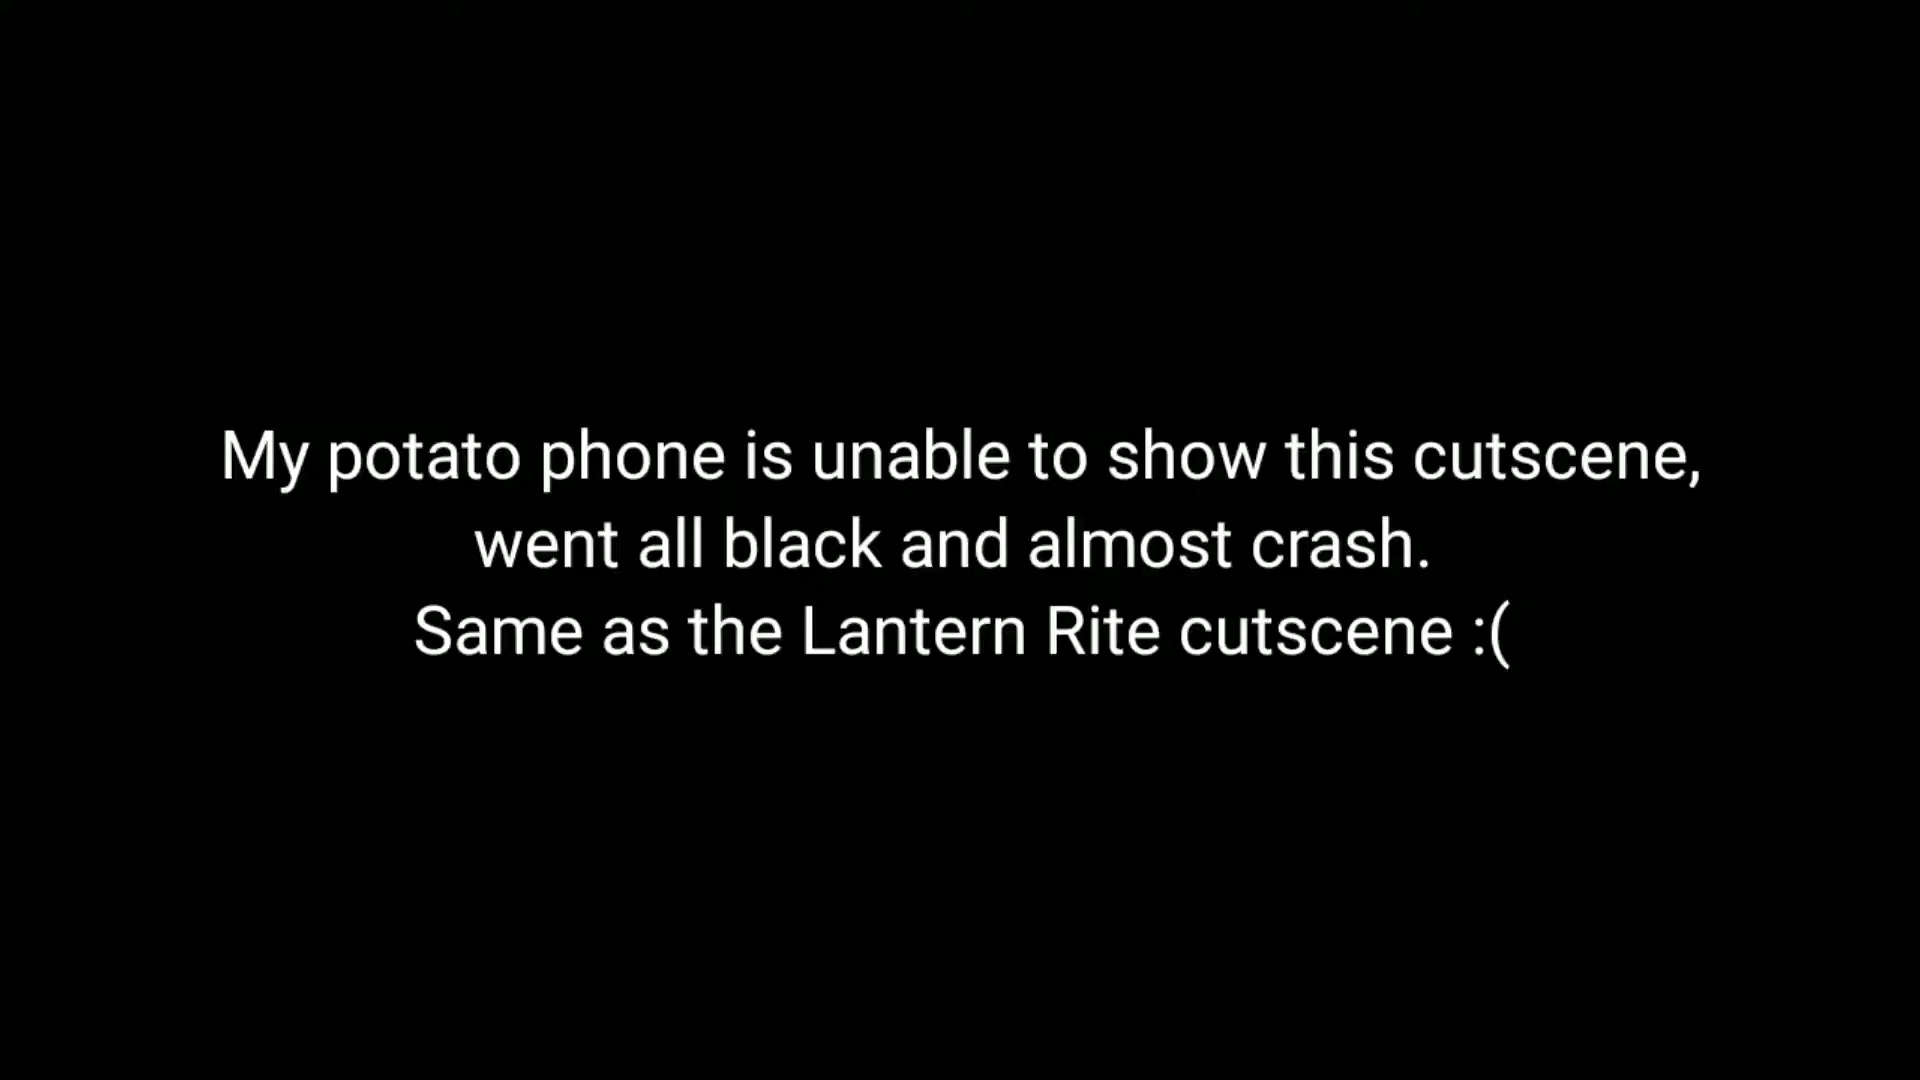 My potato phone is unable to show this cutscene,
went all black and almost crash.
Same as the Lantern Rite cutscene :(